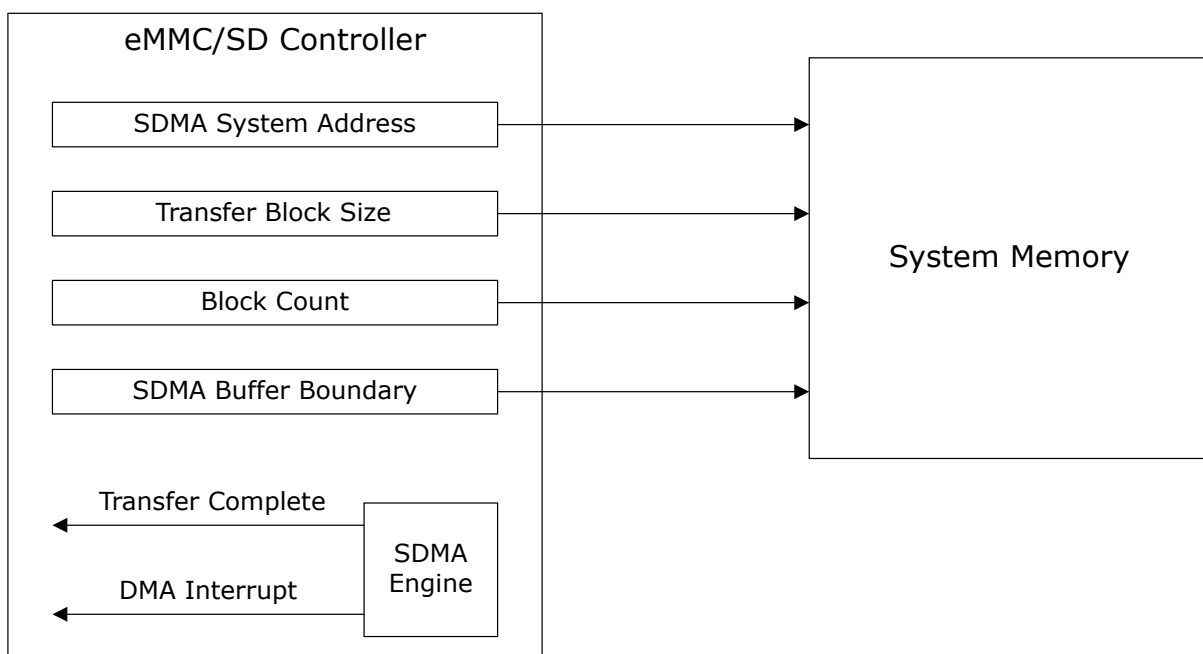 eMMC/SD Controller
SDMA System Address
Transfer Block Size
Block Count
SDMA Buffer Boundary
System Memory
Transfer Complete
DMA Interrupt
SDMA
Engine